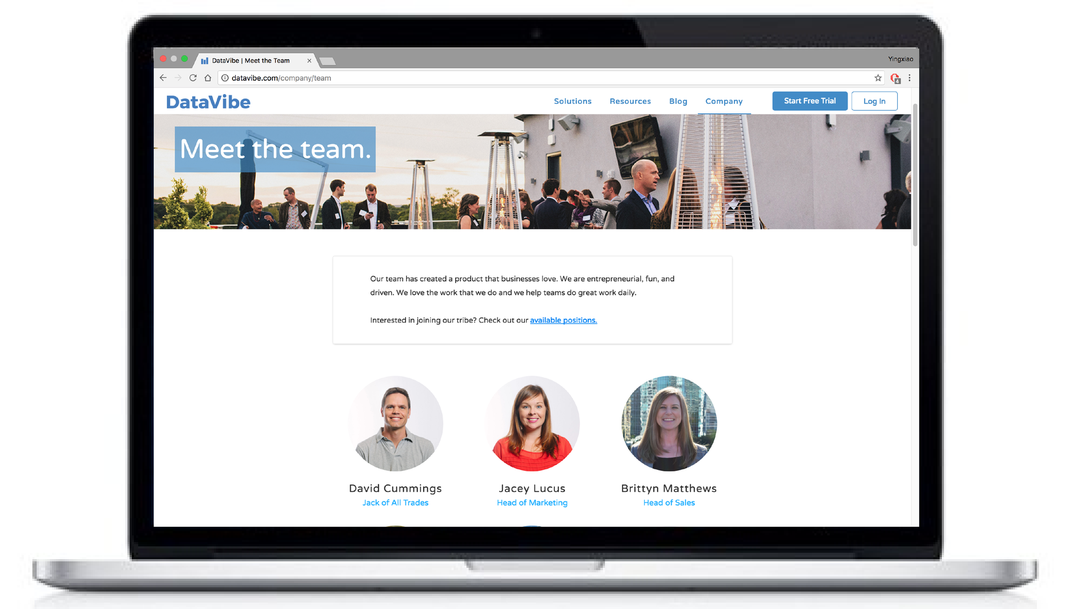 DataVibe | Meet the Team
Yingxiao
datavibe.com/company/team
DataVibe
Solutions
Resources
Blog
Company
Start Free Trial
Log In
Meet the team.
Our team has created a product that businesses love. We are entrepreneurial, fun, and
driven. We love the work that we do and we help teams do great work daily.
Interested in joining our tribe? Check out our available positions.
David Cummings
Jacey Lucus
Brittyn Matthews
Jack of All Trades
Head of Marketing
Head of Sales